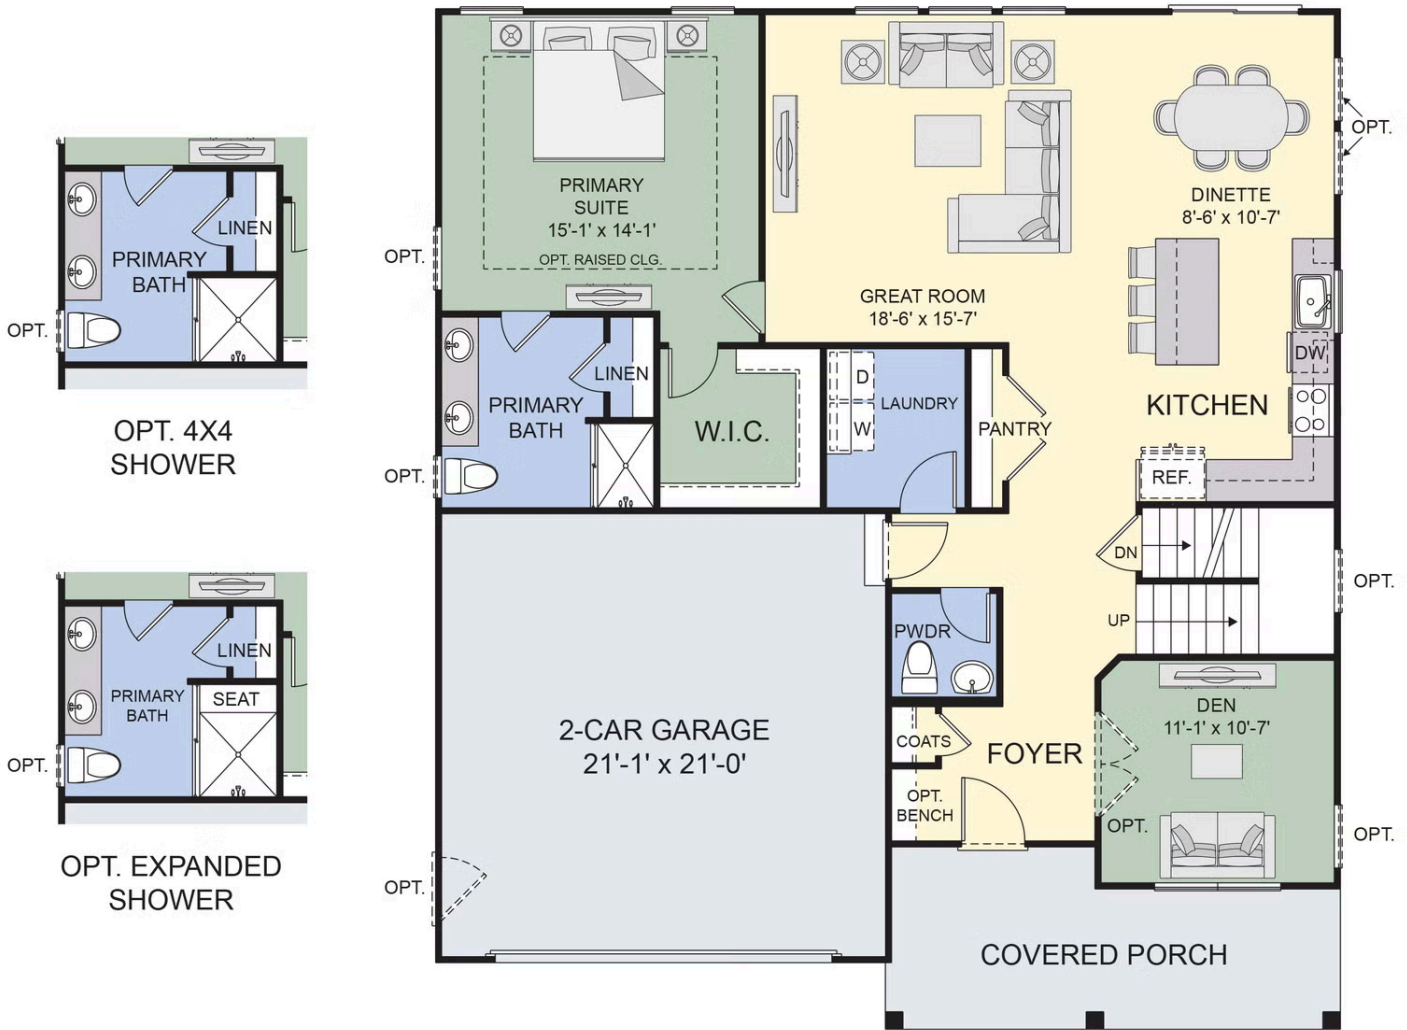 PRIMARY
SUITE
15'-1' x 14'-1'
OPT. RAISED CLG.
OPT.
GREAT ROOM
18'-6' x 15'-7'
DINETTE
8'-6' x 10'-7'
OPT.
KITCHEN
DW
REF.
PRIMARY
BATH
LINEN
OPT.
W.I.C.
D
W
LAUNDRY
PANTRY
DN
UP
OPT.
PWDR
COATS
OPT.
BENCH
FOYER
DEN
11'-1' x 10'-7'
OPT.
OPT.
2-CAR GARAGE
21'-1' x 21'-0'
OPT.
COVERED PORCH
LINEN
PRIMARY
BATH
OPT.
OPT. 4X4
SHOWER
LINEN
PRIMARY
BATH
SEAT
OPT.
OPT. EXPANDED
SHOWER